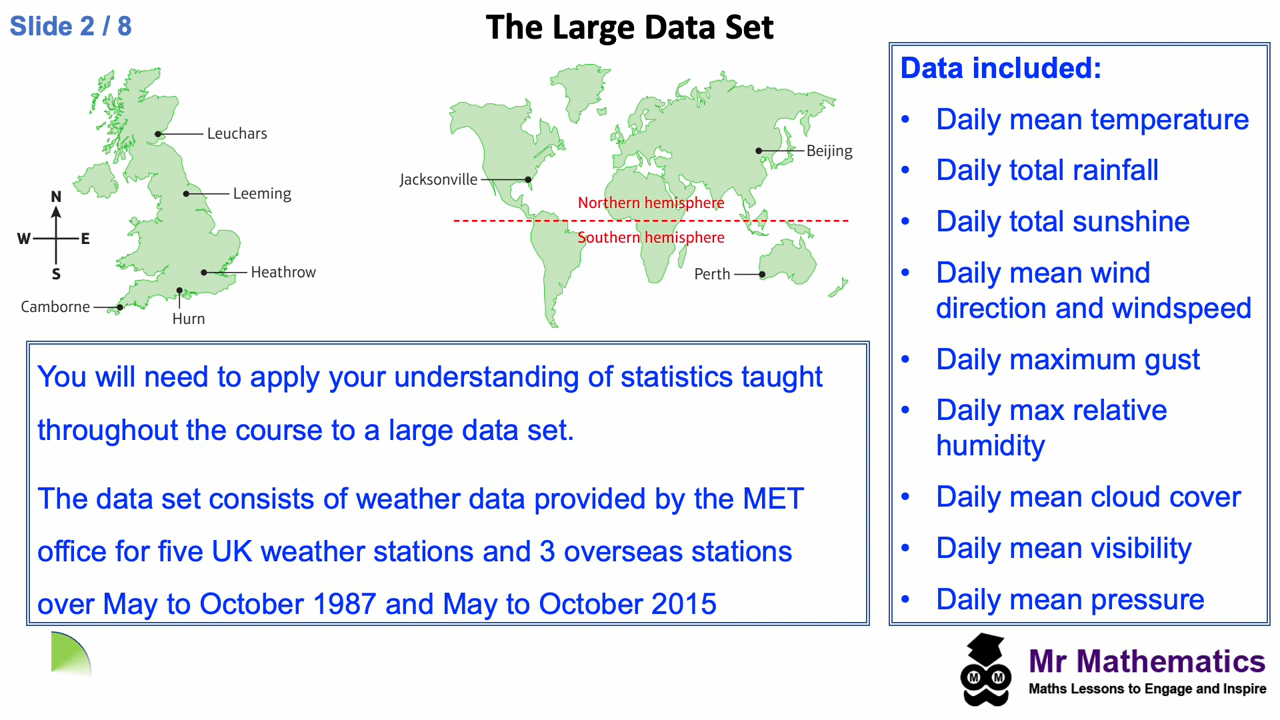 Slide 2 / 8
The Large Data Set
Leuchars
Leeming
N
W
E
S
Heathrow
Camborne
Hurn
Beijing
Jacksonville
Northern hemisphere
Southern hemisphere
Perth
You will need to apply your understanding of statistics taught
throughout the course to a large data set.
The data set consists of weather data provided by the MET
office for five UK weather stations and 3 overseas stations
over May to October 1987 and May to October 2015
Data included:
• Daily mean temperature
• Daily total rainfall
• Daily total sunshine
• Daily mean wind
direction and windspeed
• Daily maximum gust
• Daily max relative
humidity
• Daily mean cloud cover
• Daily mean visibility
• Daily mean pressure
M M
Mr Mathematics
Maths Lessons to Engage and Inspire